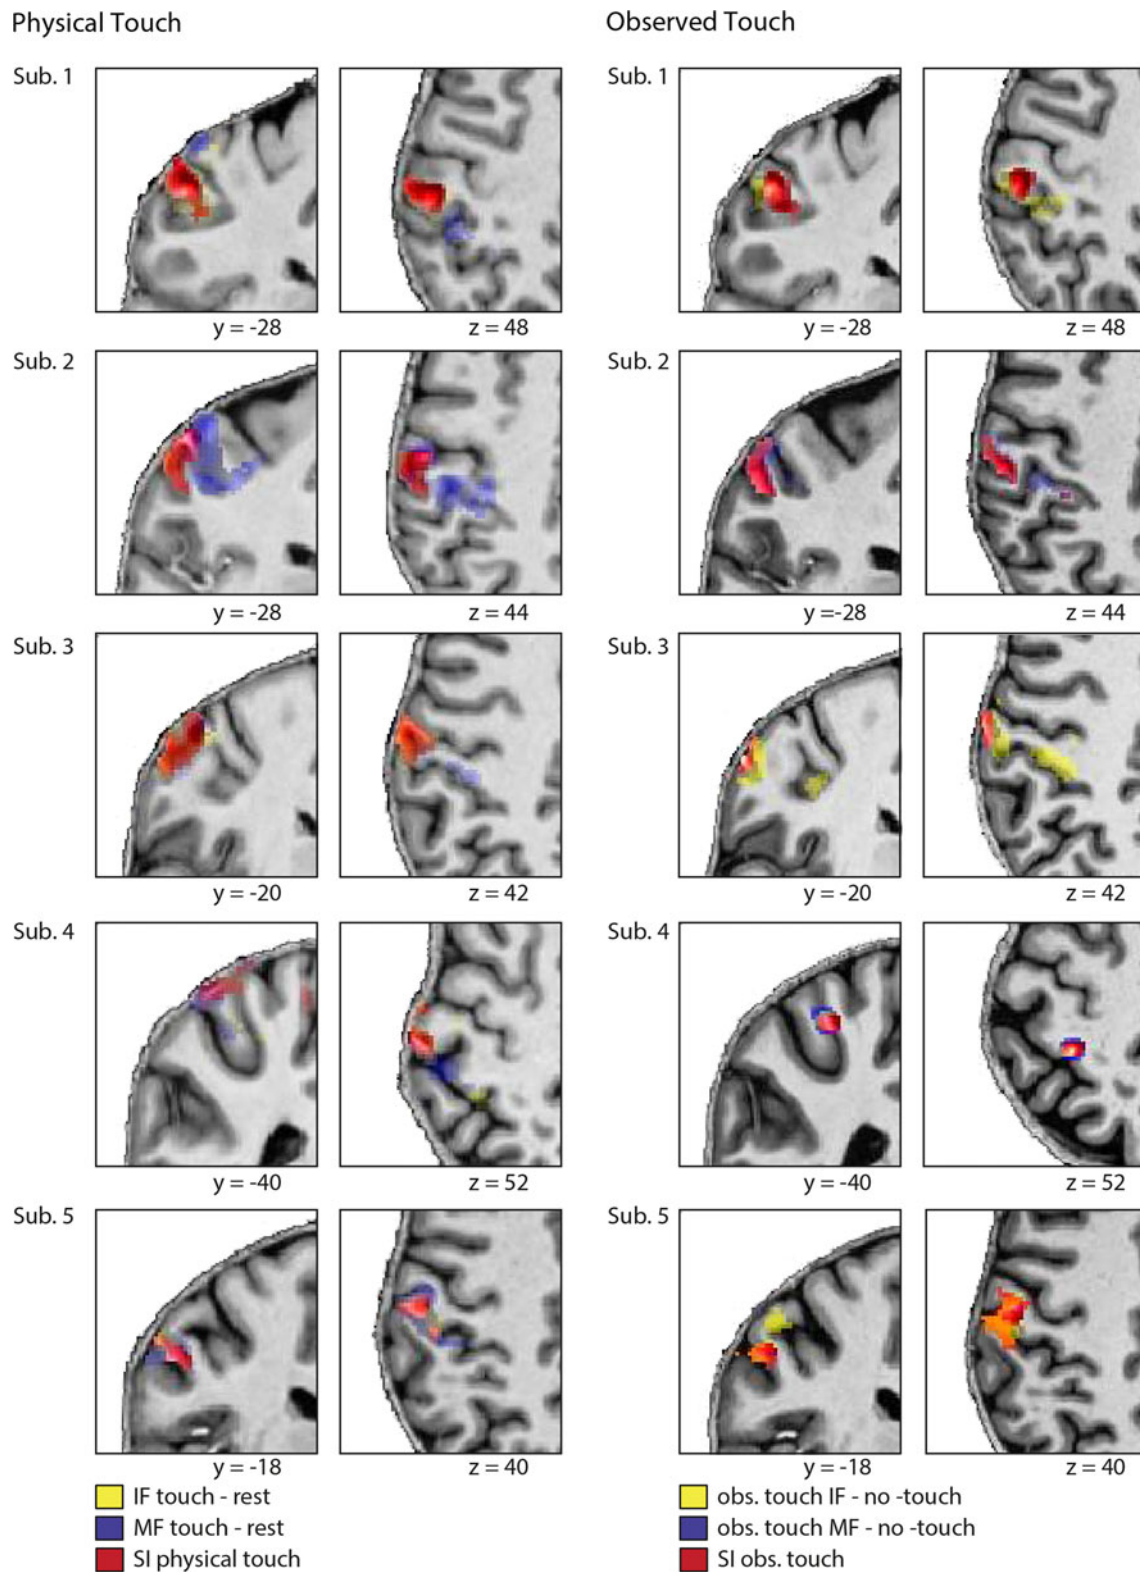 Physical Touch
Observed Touch
Sub. 1
Sub. 1
y = -28
z = 48
y = -28
z = 48
Sub. 2
Sub. 2
y = -28
z = 44
y =-28
z = 44
Sub. 3
Sub. 3
y = -20
z = 42
y = -20
z = 42
Sub. 4
Sub. 4
y = -40
z = 52
y = -40
z = 52
Sub. 5
Sub. 5
y = -18
z = 40
y = -18
z = 40
IF touch - rest
MF touch - rest
SI physical touch
obs. touch IF - no -touch
obs. touch MF - no -touch
SI obs. touch